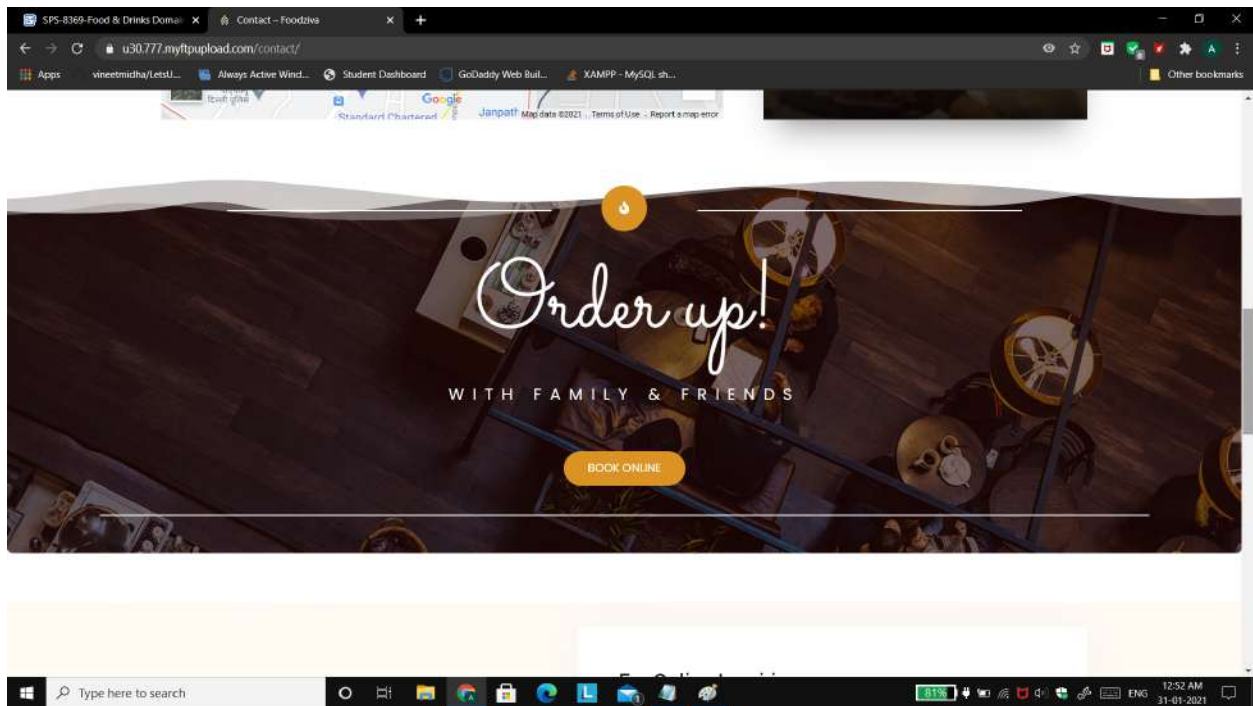 SPS-8369-Food & Drinks Domai
Contact – Foodziva
u30.777.myftpupload.com/contact/
Apps
vineetmidha/LetsU...
Always Active Wind...
Student Dashboard
GoDaddy Web Buil...
XAMPP - MySQL sh...
Other bookmarks
दिल्ली पुलिस
Google
Standard Chartered
Janpath
Map data ©2021
Terms of Use
Report a map error
Order up!
WITH FAMILY & FRIENDS
BOOK ONLINE
Type here to search
81%
ENG
12:52 AM
31-01-2021